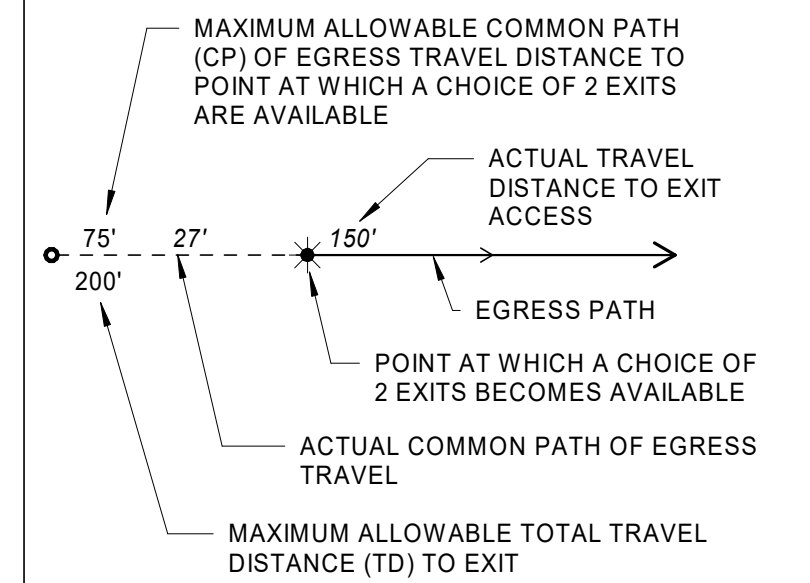 MAXIMUM ALLOWABLE COMMON PATH
(CP) OF EGRESS TRAVEL DISTANCE TO
POINT AT WHICH A CHOICE OF 2 EXITS
ARE AVAILABLE
ACTUAL TRAVEL
DISTANCE TO EXIT
ACCESS
75' 27' 150'
200'
EGRESS PATH
POINT AT WHICH A CHOICE OF
2 EXITS BECOMES AVAILABLE
ACTUAL COMMON PATH OF EGRESS
TRAVEL
MAXIMUM ALLOWABLE TOTAL TRAVEL
DISTANCE (TD) TO EXIT